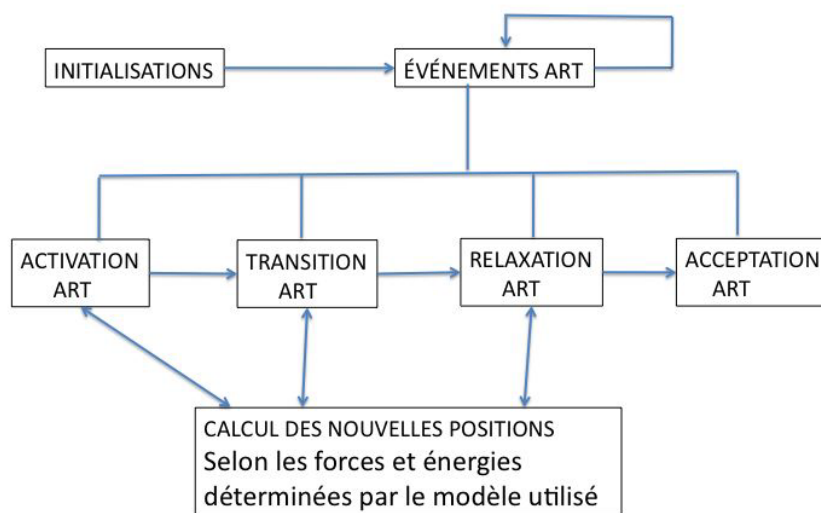 INITIALISATIONS
ÉVÉNEMENTS ART
ACTIVATION
ART
TRANSITION
ART
RELAXATION
ART
ACCEPTATION
ART
CALCUL DES NOUVELLES POSITIONS
Selon les forces et énergies
déterminées par le modèle utilisé